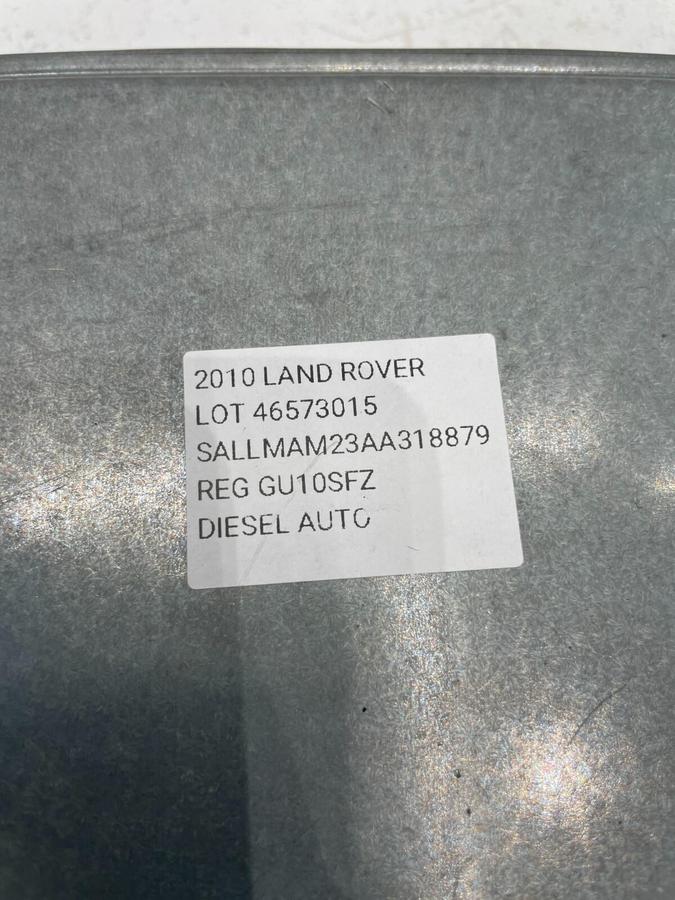 2010 LAND ROVER
LOT 46573015
SALLMAM23AA318879
REG GU10SFZ
DIESEL AUTO